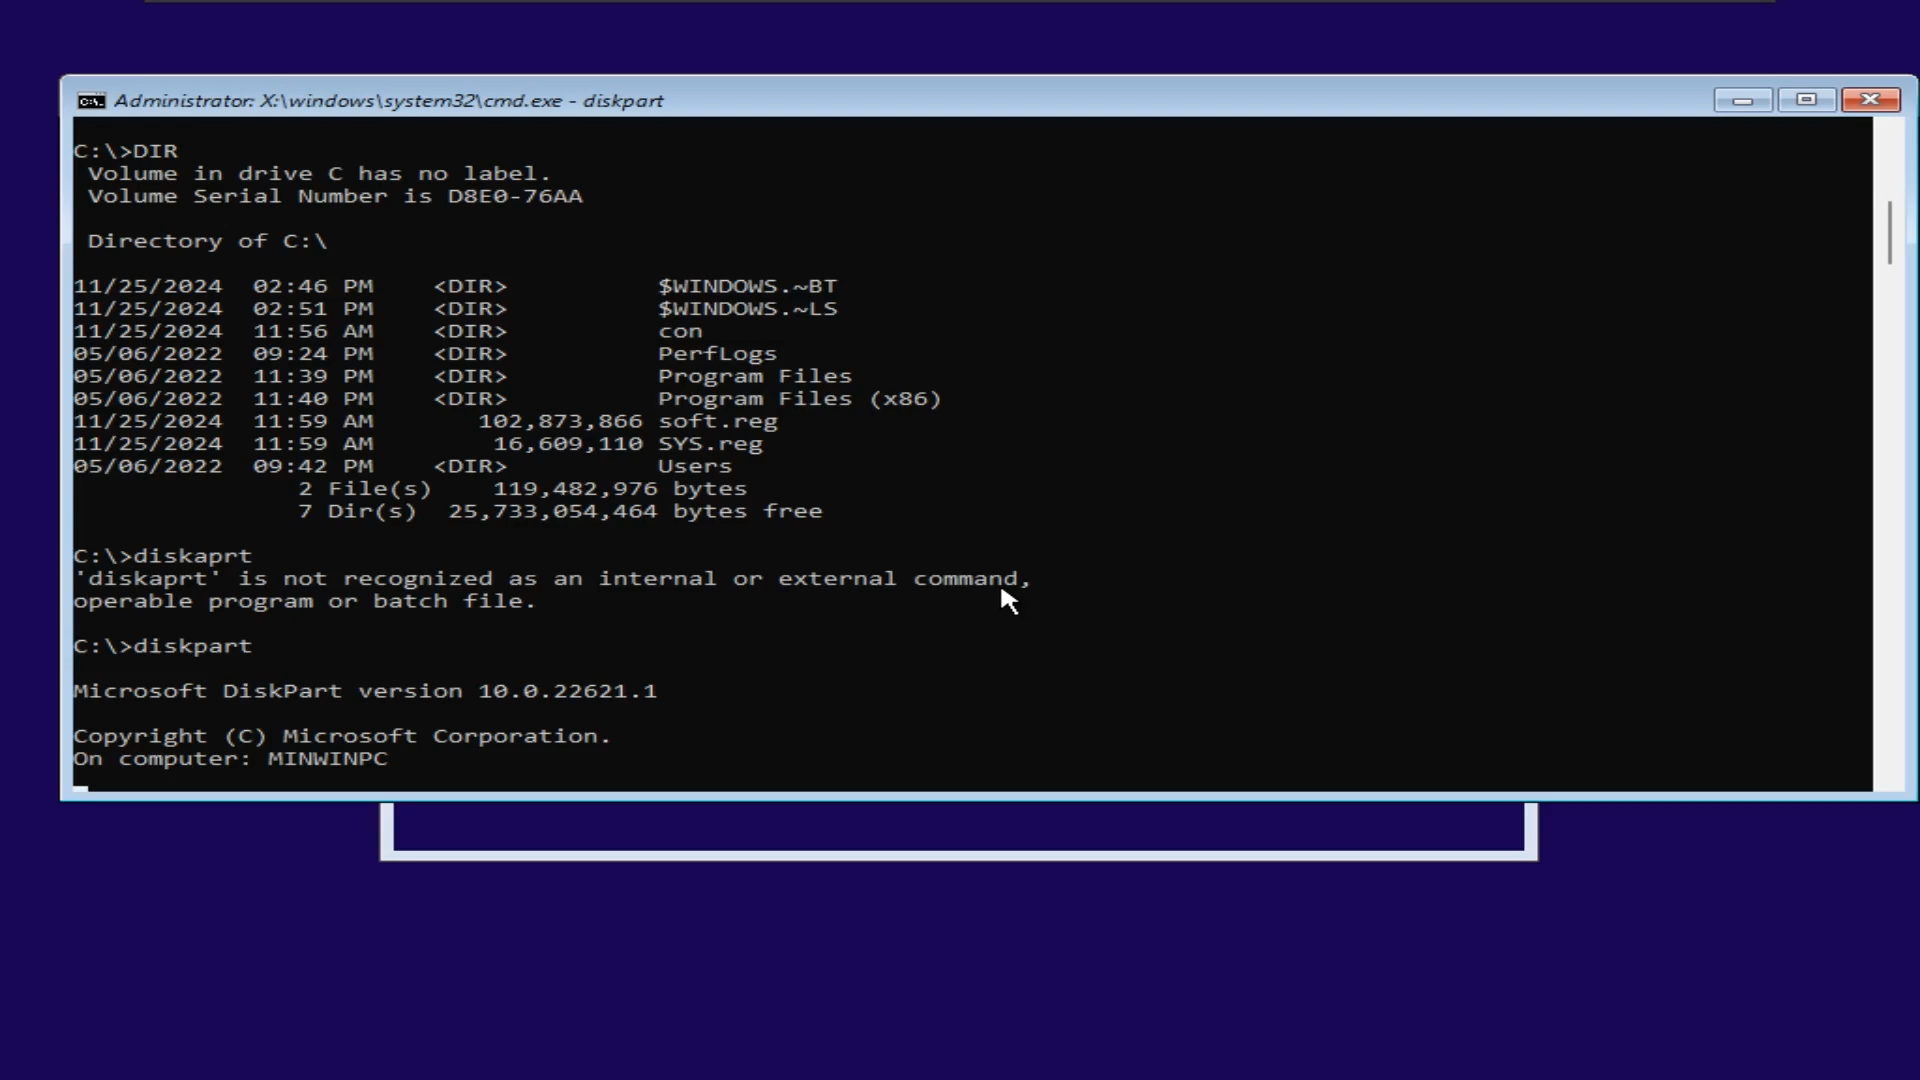 Administrator: X:\windows\system32\cmd.exe - diskpart
C:\>DIR
Volume in drive C has no label.
Volume Serial Number is D8E0-76AA
Directory of C:\
11/25/2024 02:46 PM <DIR> $WINDOWS.~BT
11/25/2024 02:51 PM <DIR> $WINDOWS.~LS
11/25/2024 11:56 AM <DIR> con
05/06/2022 09:24 PM <DIR> PerfLogs
05/06/2022 11:39 PM <DIR> Program Files
05/06/2022 11:40 PM <DIR> Program Files (x86)
11/25/2024 11:59 AM 102,873,866 soft.reg
11/25/2024 11:59 AM 16,609,110 SYS.reg
05/06/2022 09:42 PM <DIR> Users
2 File(s) 119,482,976 bytes
7 Dir(s) 25,733,054,464 bytes free
C:\>diskaprt
'diskaprt' is not recognized as an internal or external command,
operable program or batch file.
C:\>diskpart
Microsoft DiskPart version 10.0.22621.1
Copyright (C) Microsoft Corporation.
On computer: MINWINPC